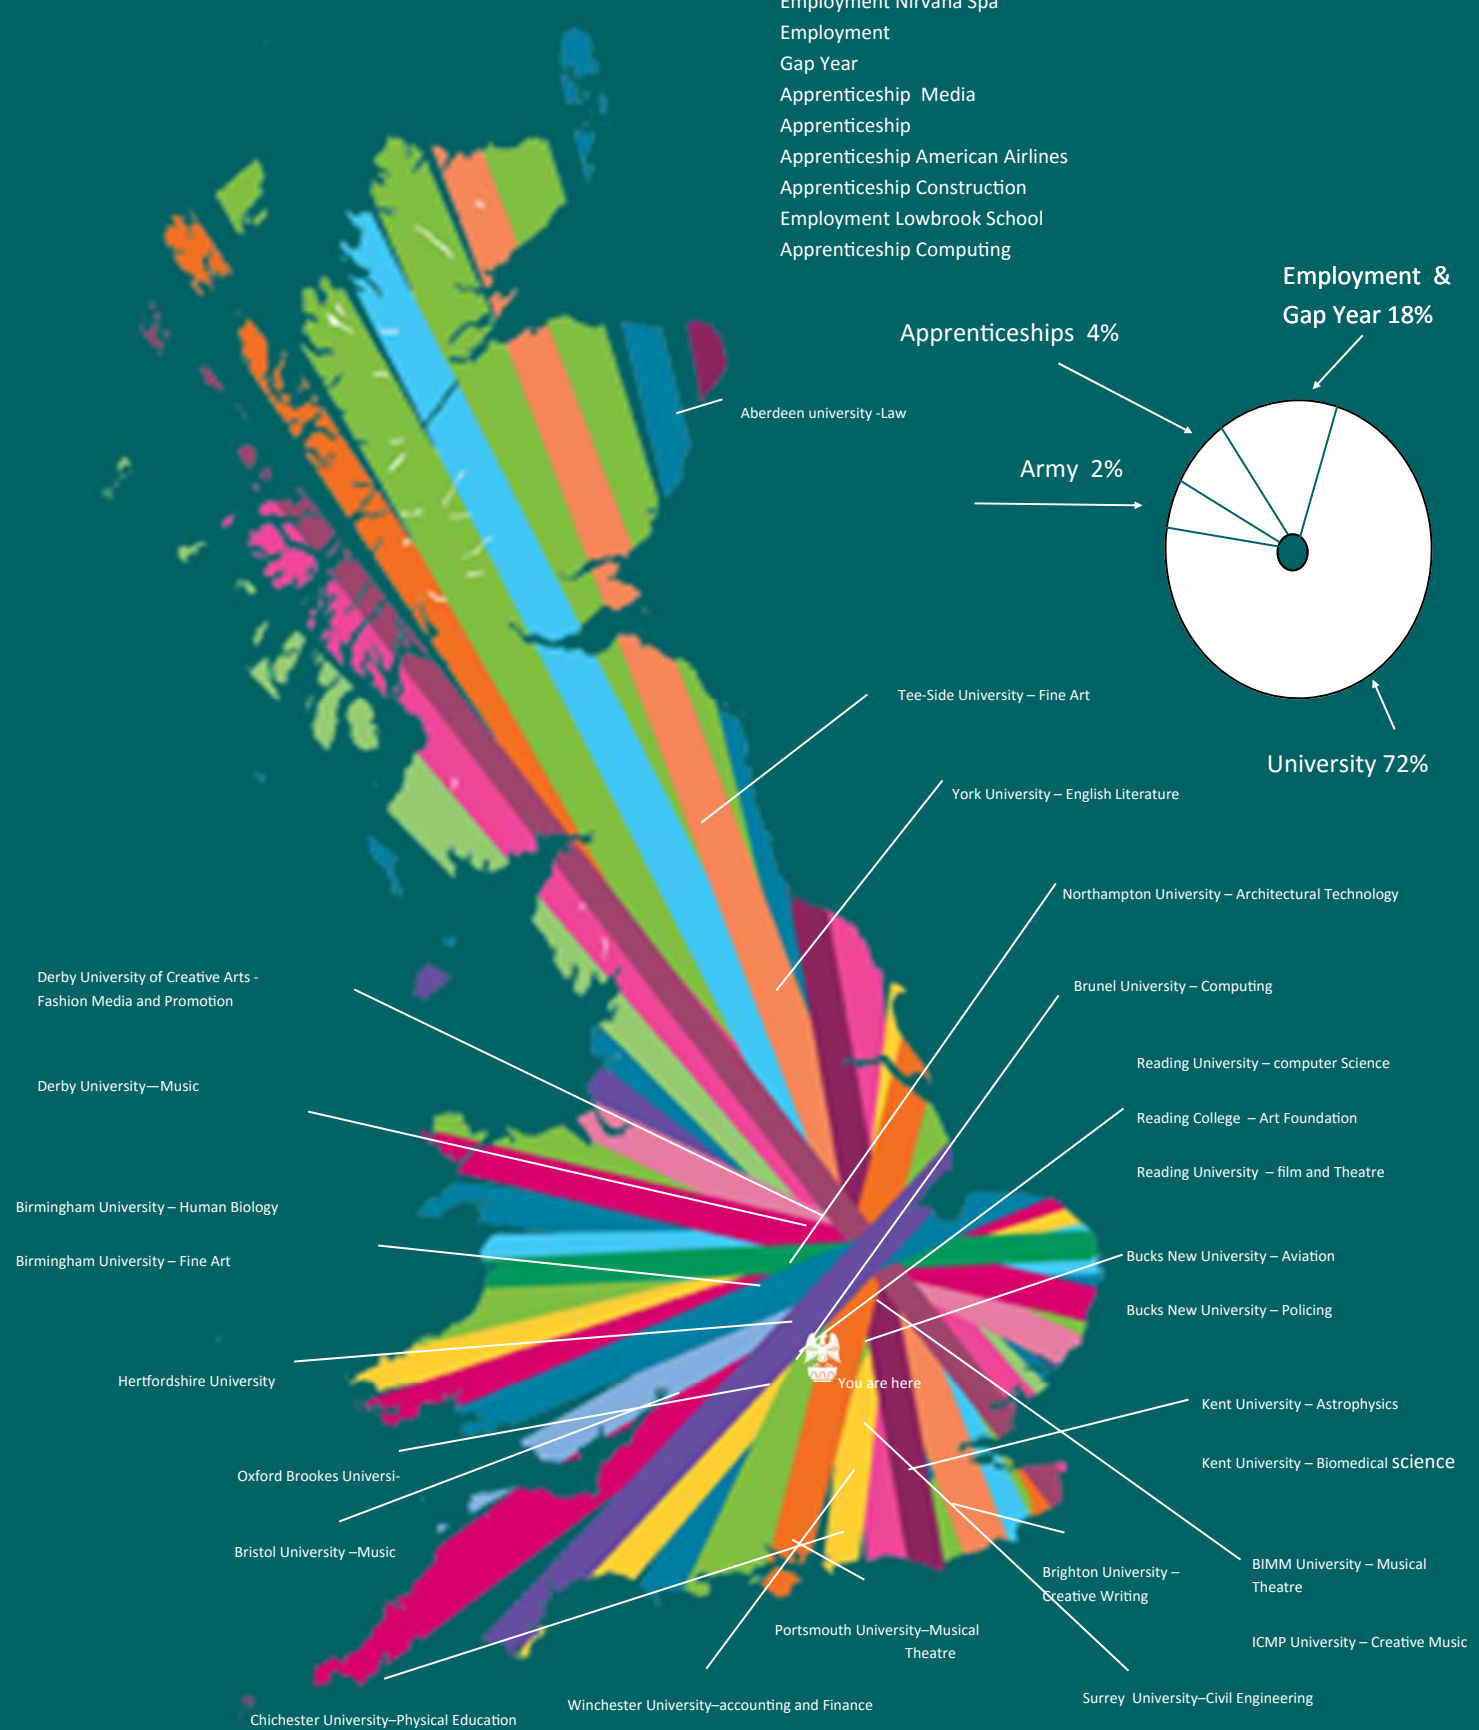 Employment Nirvana Spa
Employment
Gap Year
Apprenticeship  Media
Apprenticeship
Apprenticeship American Airlines
Apprenticeship Construction
Employment Lowbrook School
Apprenticeship Computing
Employment  &
Gap Year 18%
Apprenticeships  4%
Army  2%
University 72%
Aberdeen university -Law
Tee-Side University – Fine Art
York University – English Literature
Northampton University – Architectural Technology
Derby University of Creative Arts -
Fashion Media and Promotion
Brunel University – Computing
Reading University – computer Science
Derby University—Music
Reading College  – Art Foundation
Reading University  – film and Theatre
Birmingham University – Human Biology
Birmingham University – Fine Art
Bucks New University – Aviation
Bucks New University – Policing
Hertfordshire University
You are here
Kent University – Astrophysics
Kent University – Biomedical science
Oxford Brookes Universi-
Bristol University –Music
Brighton University –
Creative Writing
BIMM University – Musical
Theatre
Portsmouth University–Musical
Theatre
ICMP University – Creative Music
Surrey  University–Civil Engineering
Winchester University–accounting and Finance
Chichester University–Physical Education